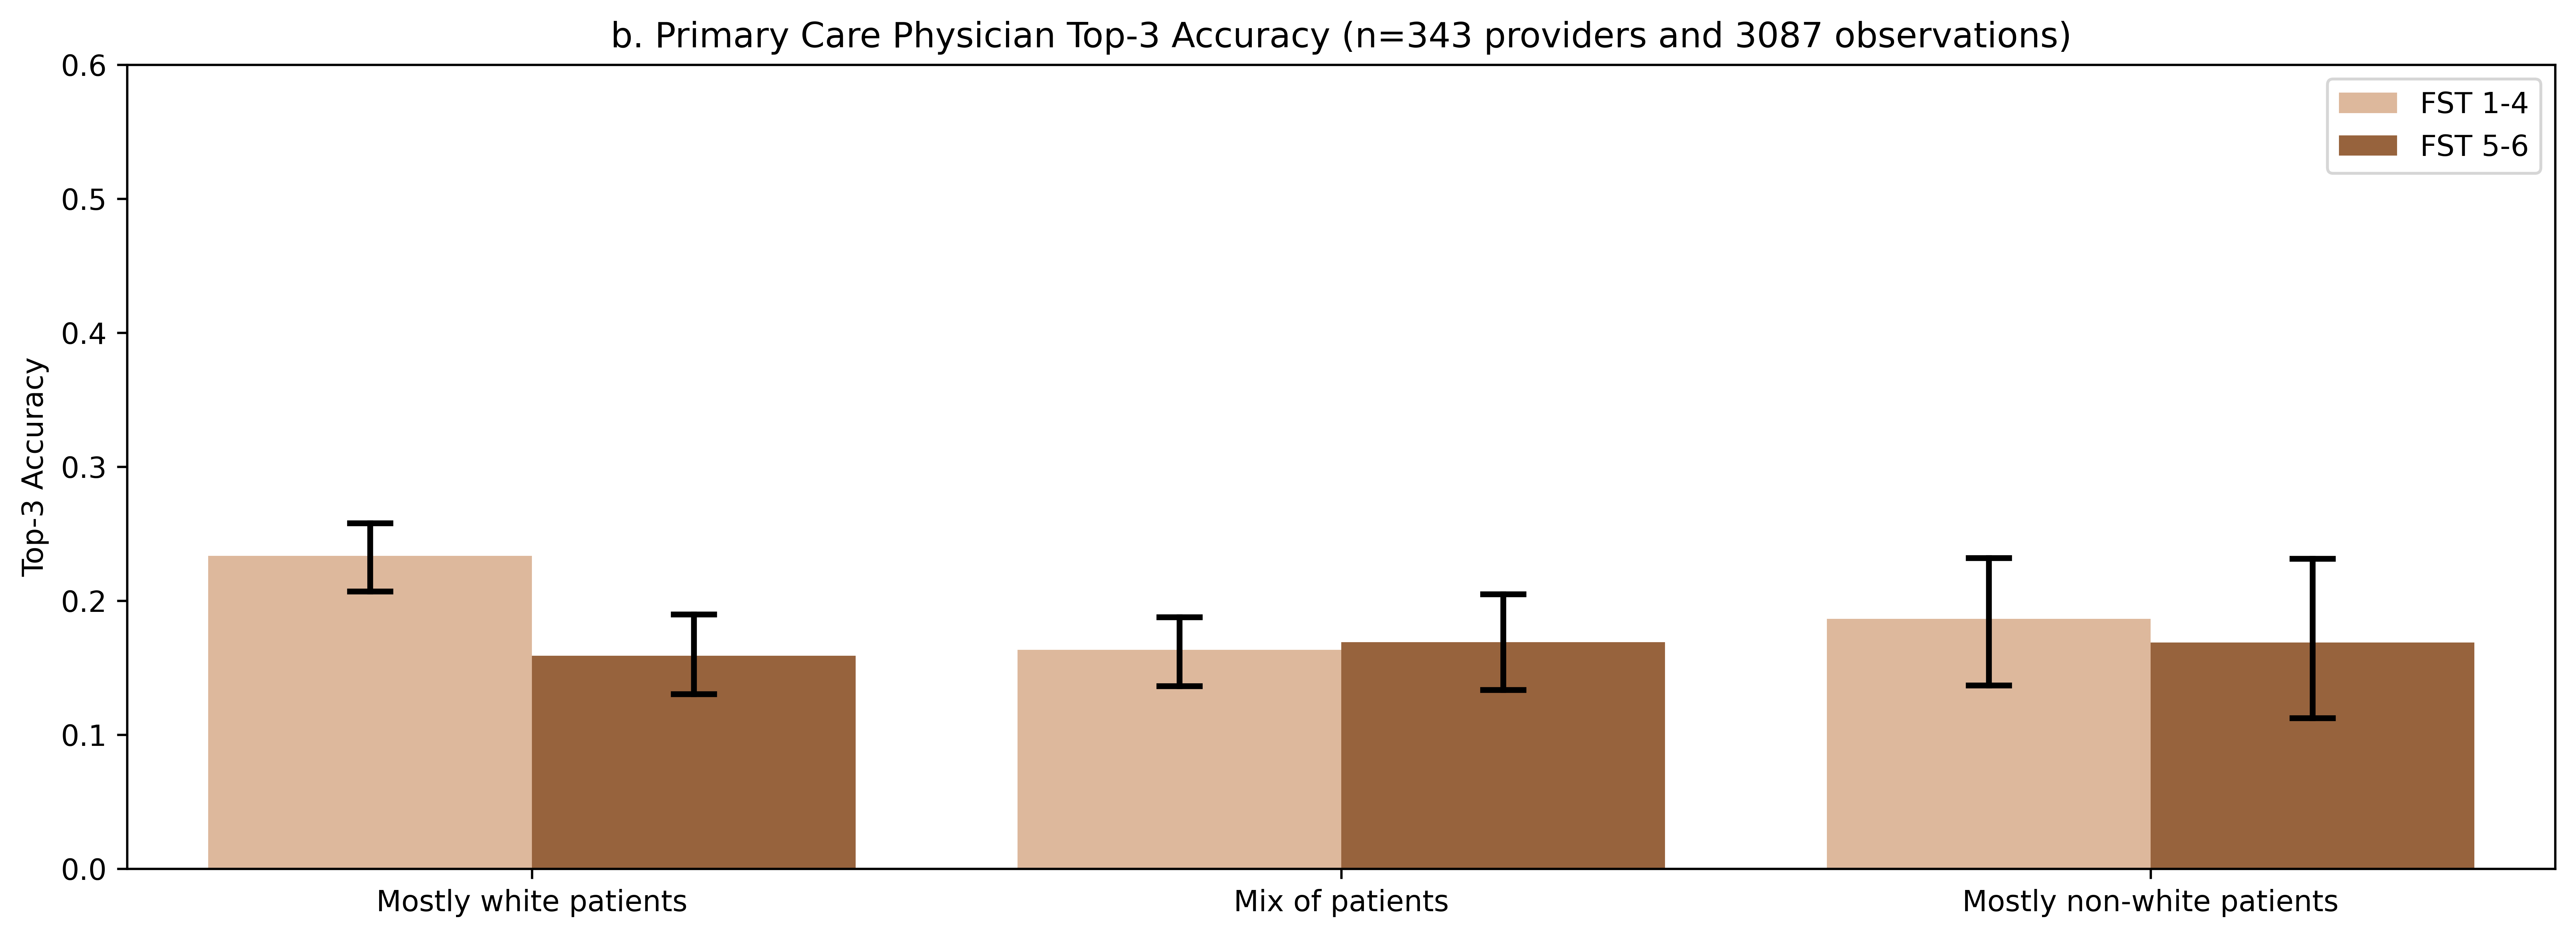 b. Primary Care Physician Top-3 Accuracy (n=343 providers and 3087 observations)
0.6
0.5
0.4
0.3
0.2
0.1
0.0
Top-3 Accuracy
FST 1-4
FST 5-6
Mostly white patients
Mix of patients
Mostly non-white patients